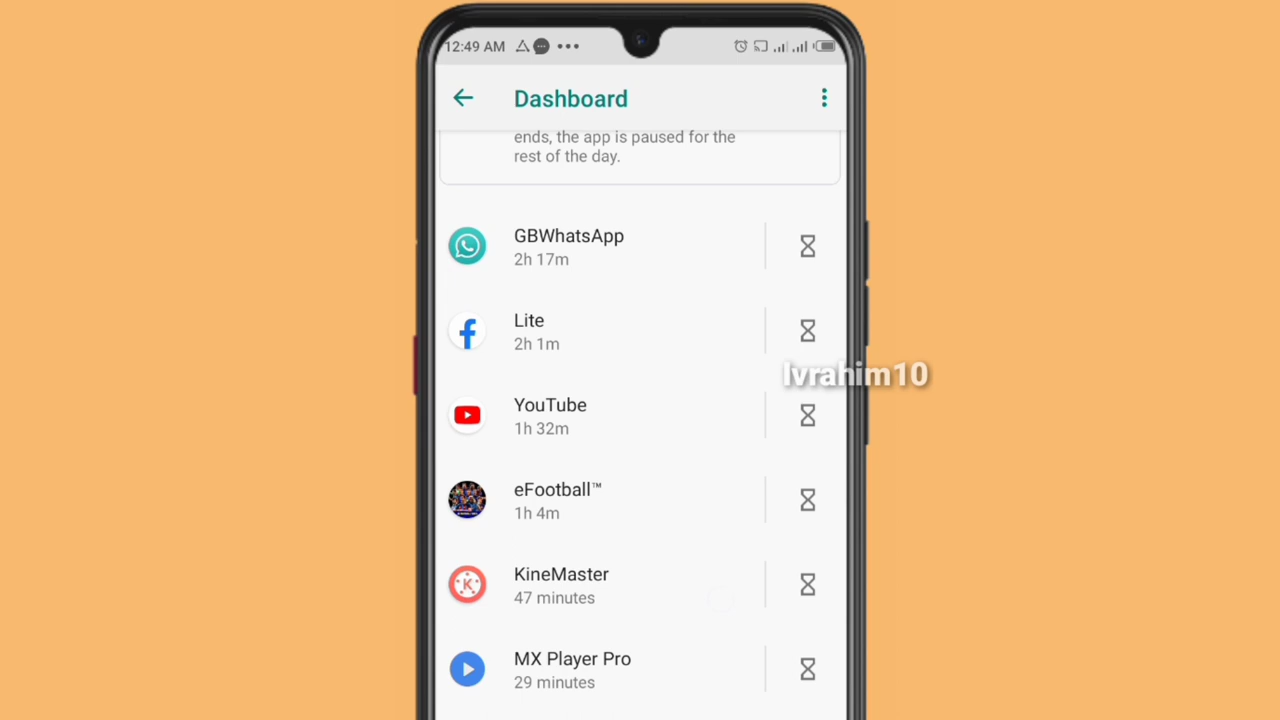 12:49 AM
Dashboard
ends, the app is paused for the
rest of the day.
GBWhatsApp
2h 17m
Lite
2h 1m
Ivrahim10
YouTube
1h 32m
eFootball™
1h 4m
KineMaster
47 minutes
MX Player Pro
29 minutes